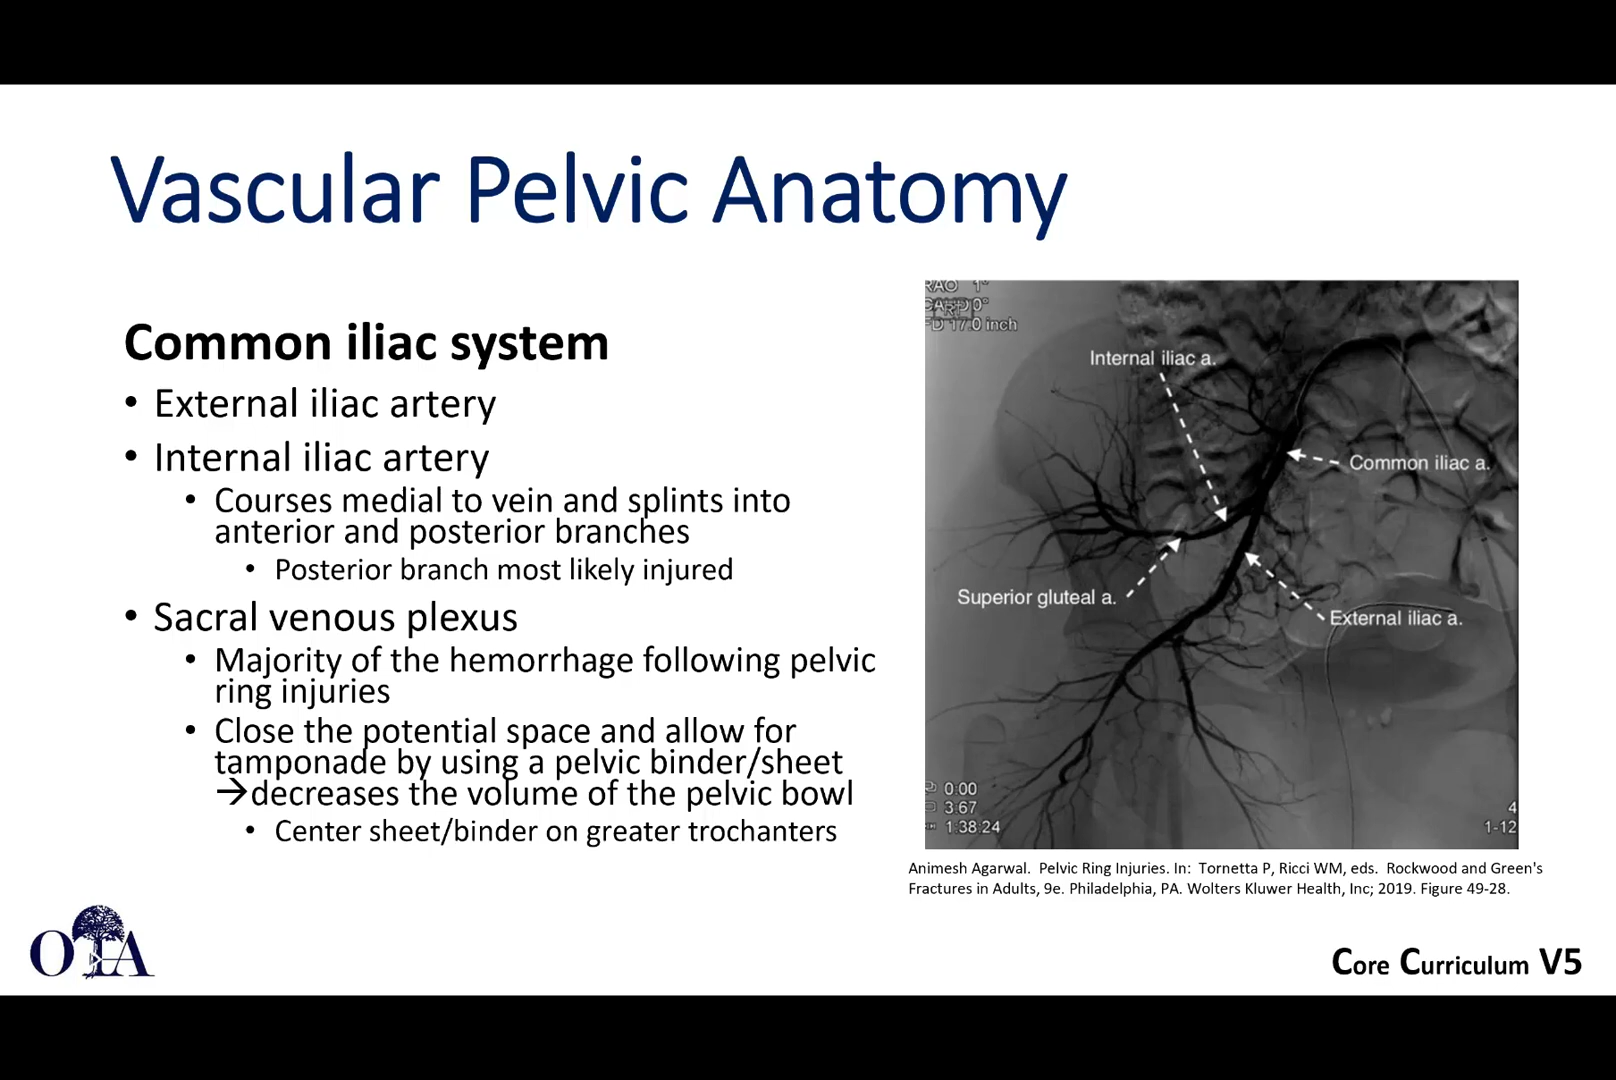 Vascular Pelvic Anatomy
Common iliac system
• External iliac artery
• Internal iliac artery
• Courses medial to vein and splints into
anterior and posterior branches
• Posterior branch most likely injured
• Sacral venous plexus
• Majority of the hemorrhage following pelvic
ring injuries
• Close the potential space and allow for
tamponade by using a pelvic binder/sheet
→decreases the volume of the pelvic bowl
• Center sheet/binder on greater trochanters
RAO 1°
0°
FD 17.0 inch
Internal iliac a.
Common iliac a.
Superior gluteal a.
External iliac a.
0:00
3:67
1:38:24
4
1-12
Animesh Agarwal. Pelvic Ring Injuries. In: Tornetta P, Ricci WM, eds. Rockwood and Green's
Fractures in Adults, 9e. Philadelphia, PA. Wolters Kluwer Health, Inc; 2019. Figure 49-28.
OTA
Core Curriculum V5